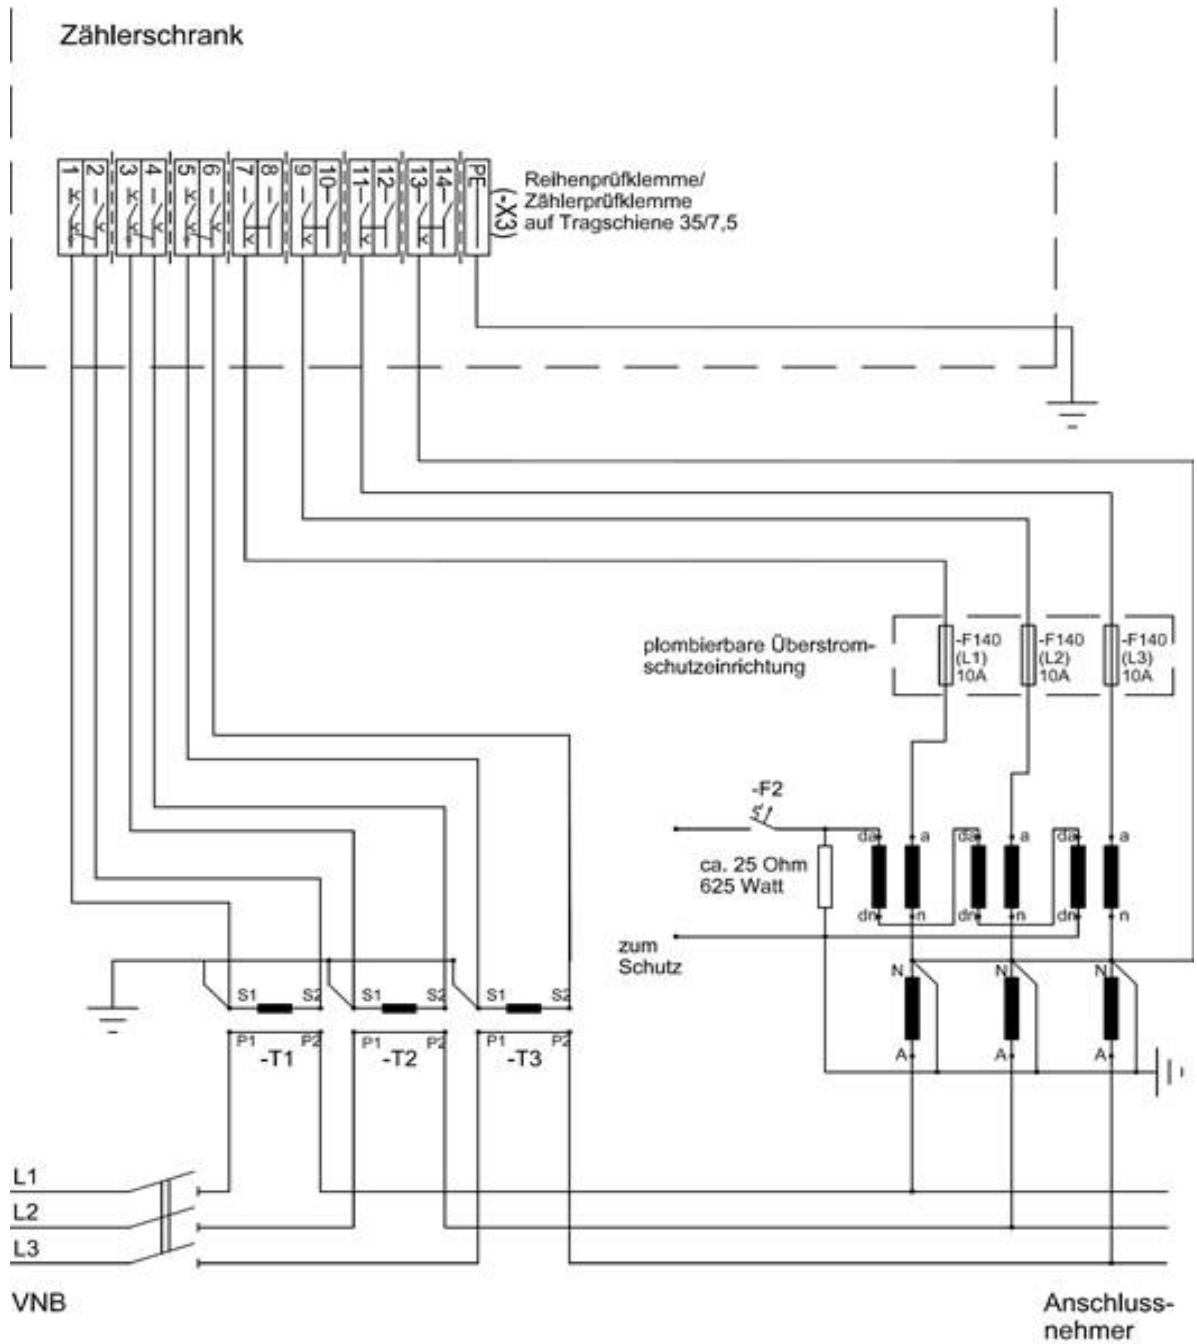 Zählerschrank
1 2 3 4 5 6 7 8 9 10 11 12 13 14 PE
(-X3)
Reihenprüfklemme/
Zählerprüfklemme
auf Tragschiene 35/7,5
plombierbare Überstrom-
schutzeinrichtung
-F140
(L1)
10A
-F140
(L2)
10A
-F140
(L3)
10A
-F2
ca. 25 Ohm
625 Watt
da a da a da a
dn n dn n dn n
zum
Schutz
N N N
A A A
S1 S2 S1 S2 S1 S2
P1 P2 P1 P2 P1 P2
-T1 -T2 -T3
L1
L2
L3
VNB
Anschluss-
nehmer